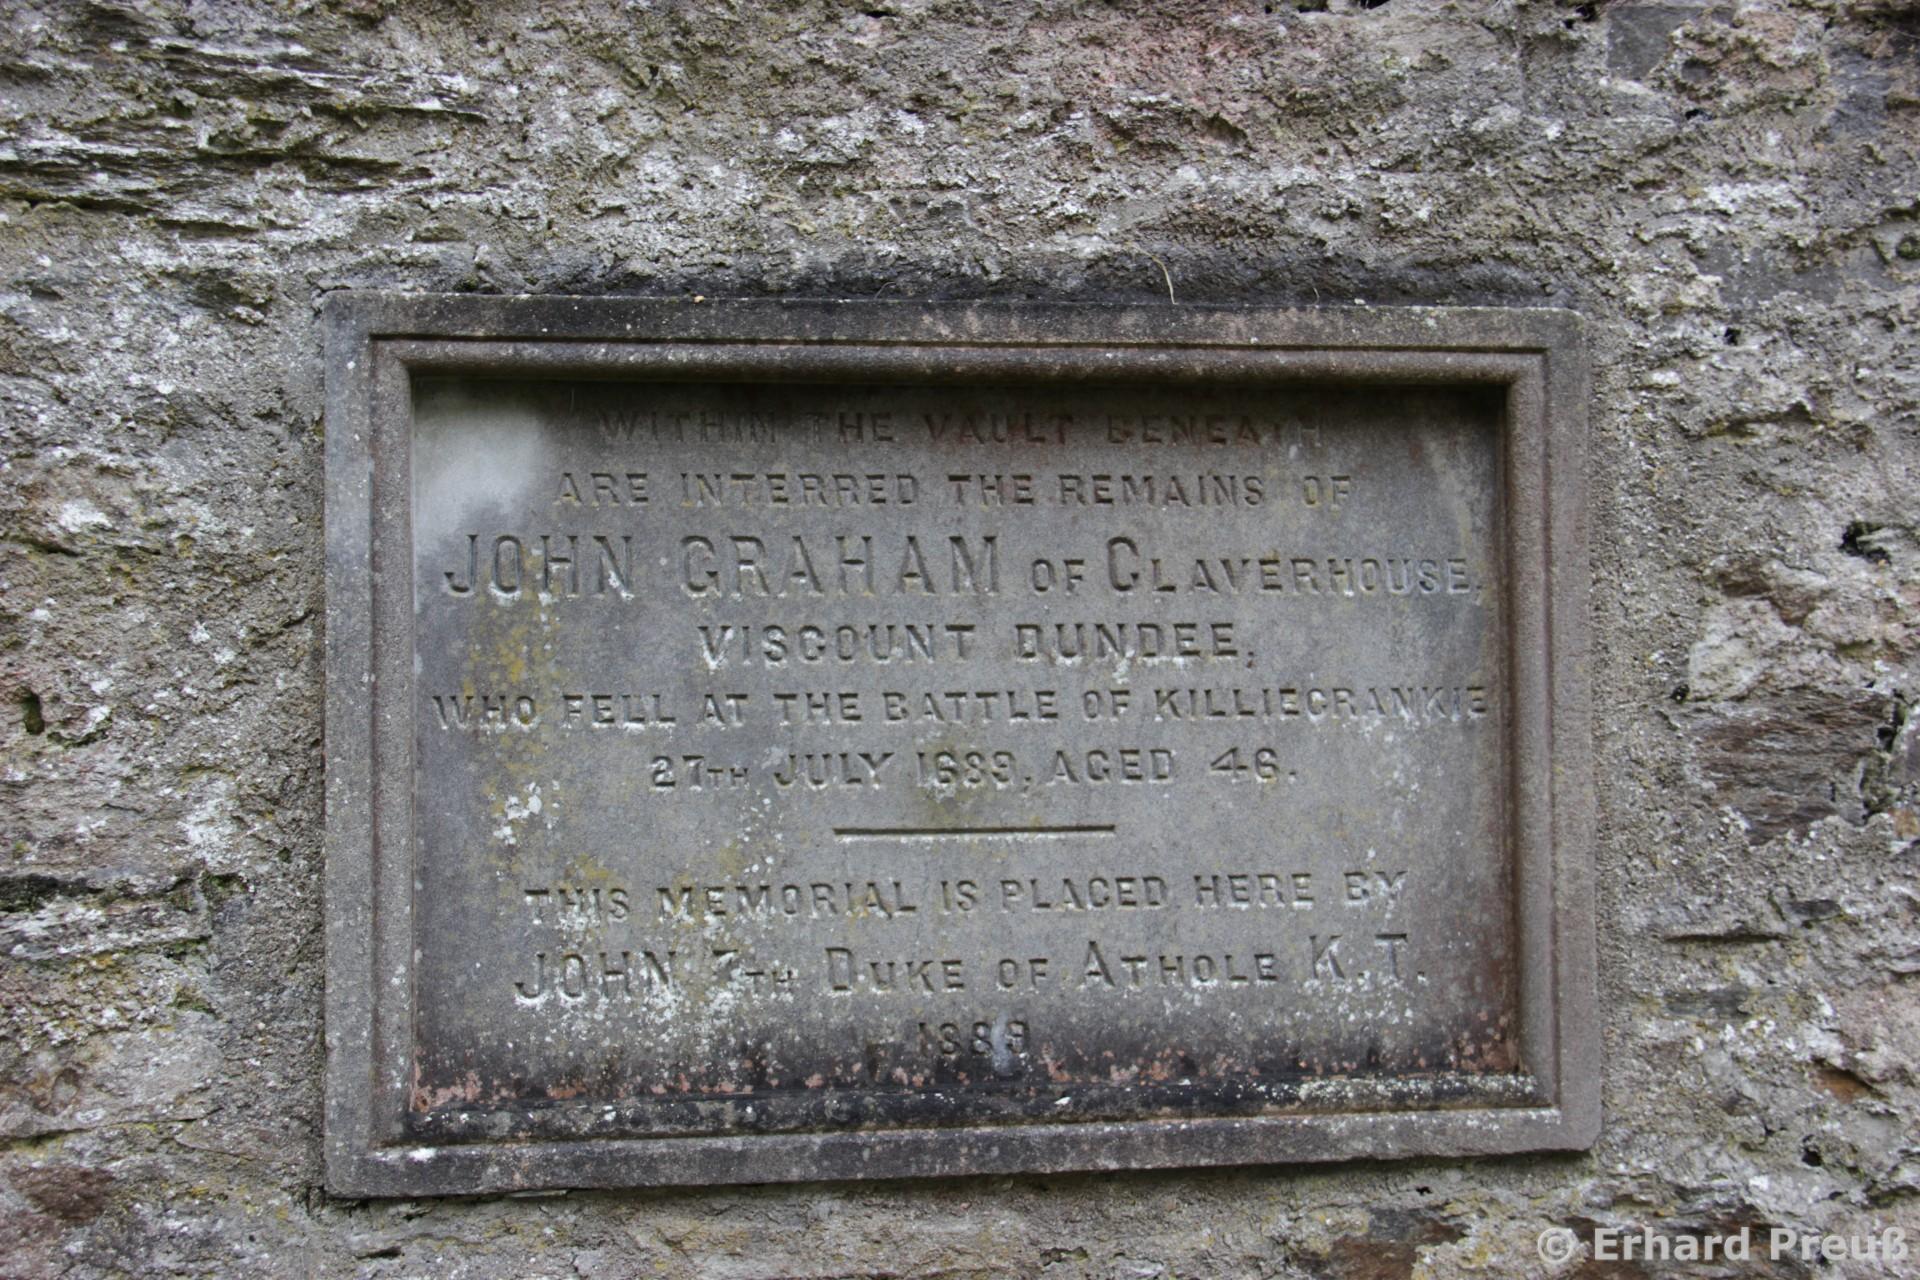 WITHIN THE VAULT BENEATH
ARE INTERRED THE REMAINS OF
JOHN GRAHAM OF CLAVERHOUSE,
VISCOUNT DUNDEE,
WHO FELL AT THE BATTLE OF KILLIECRANKIE
27TH JULY 1689, AGED 46.
THIS MEMORIAL IS PLACED HERE BY
JOHN 7TH DUKE OF ATHOLE K.T.
1889
© Erhard Preuß